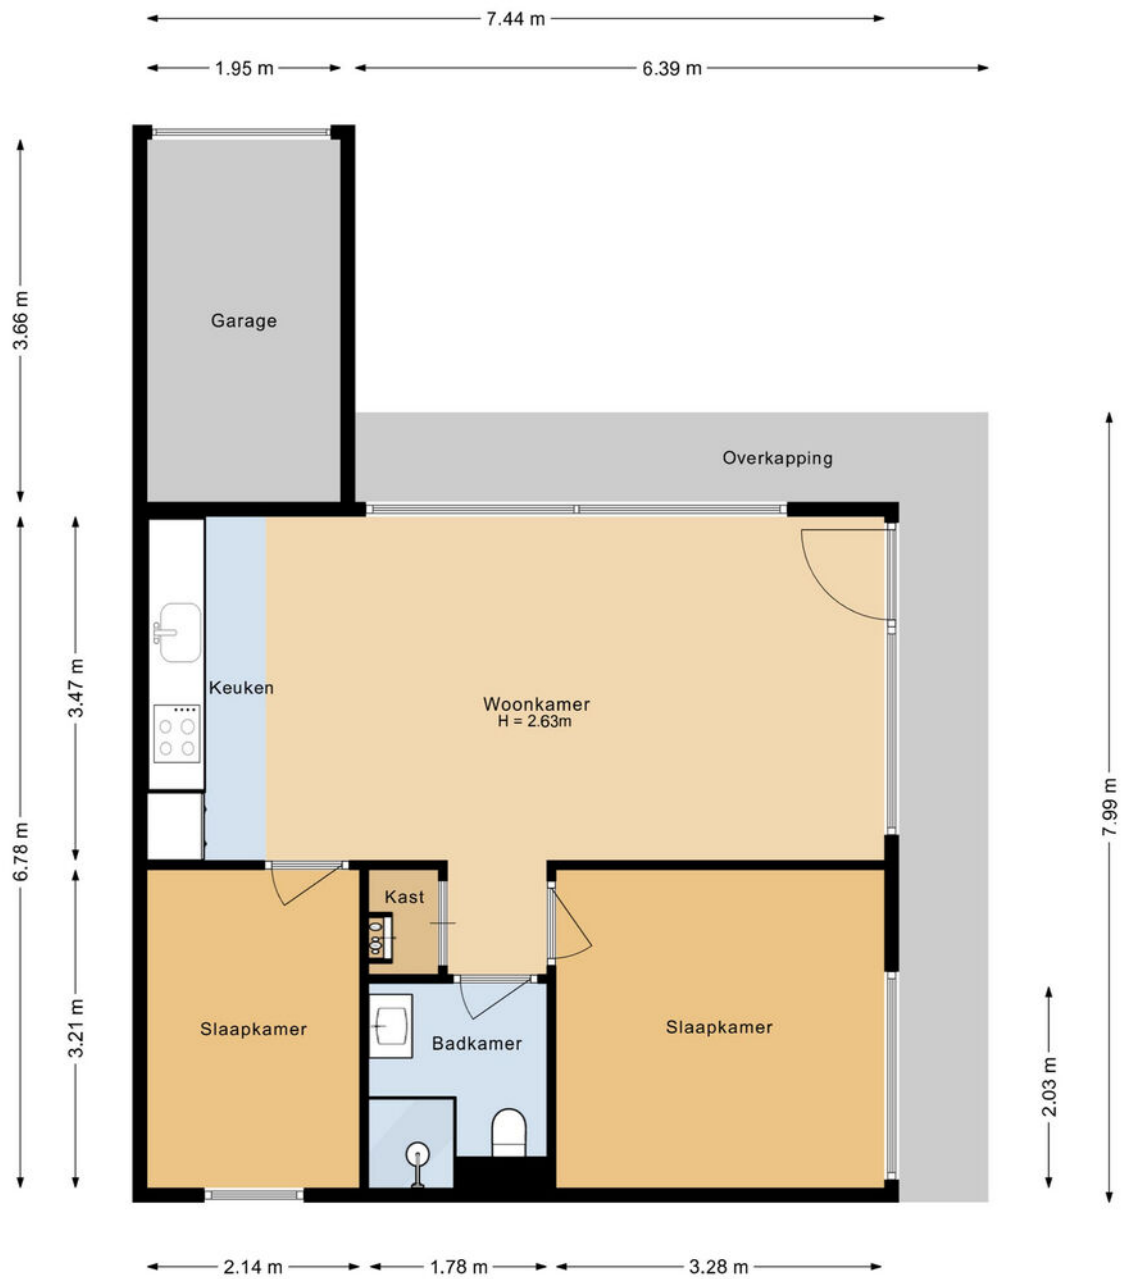 7.44 m
1.95 m
6.39 m
3.66 m
Garage
Overkapping
Keuken
3.47 m
Woonkamer
H = 2.63m
6.78 m
7.99 m
Kast
3.21 m
Slaapkamer
Badkamer
Slaapkamer
2.03 m
2.14 m
1.78 m
3.28 m